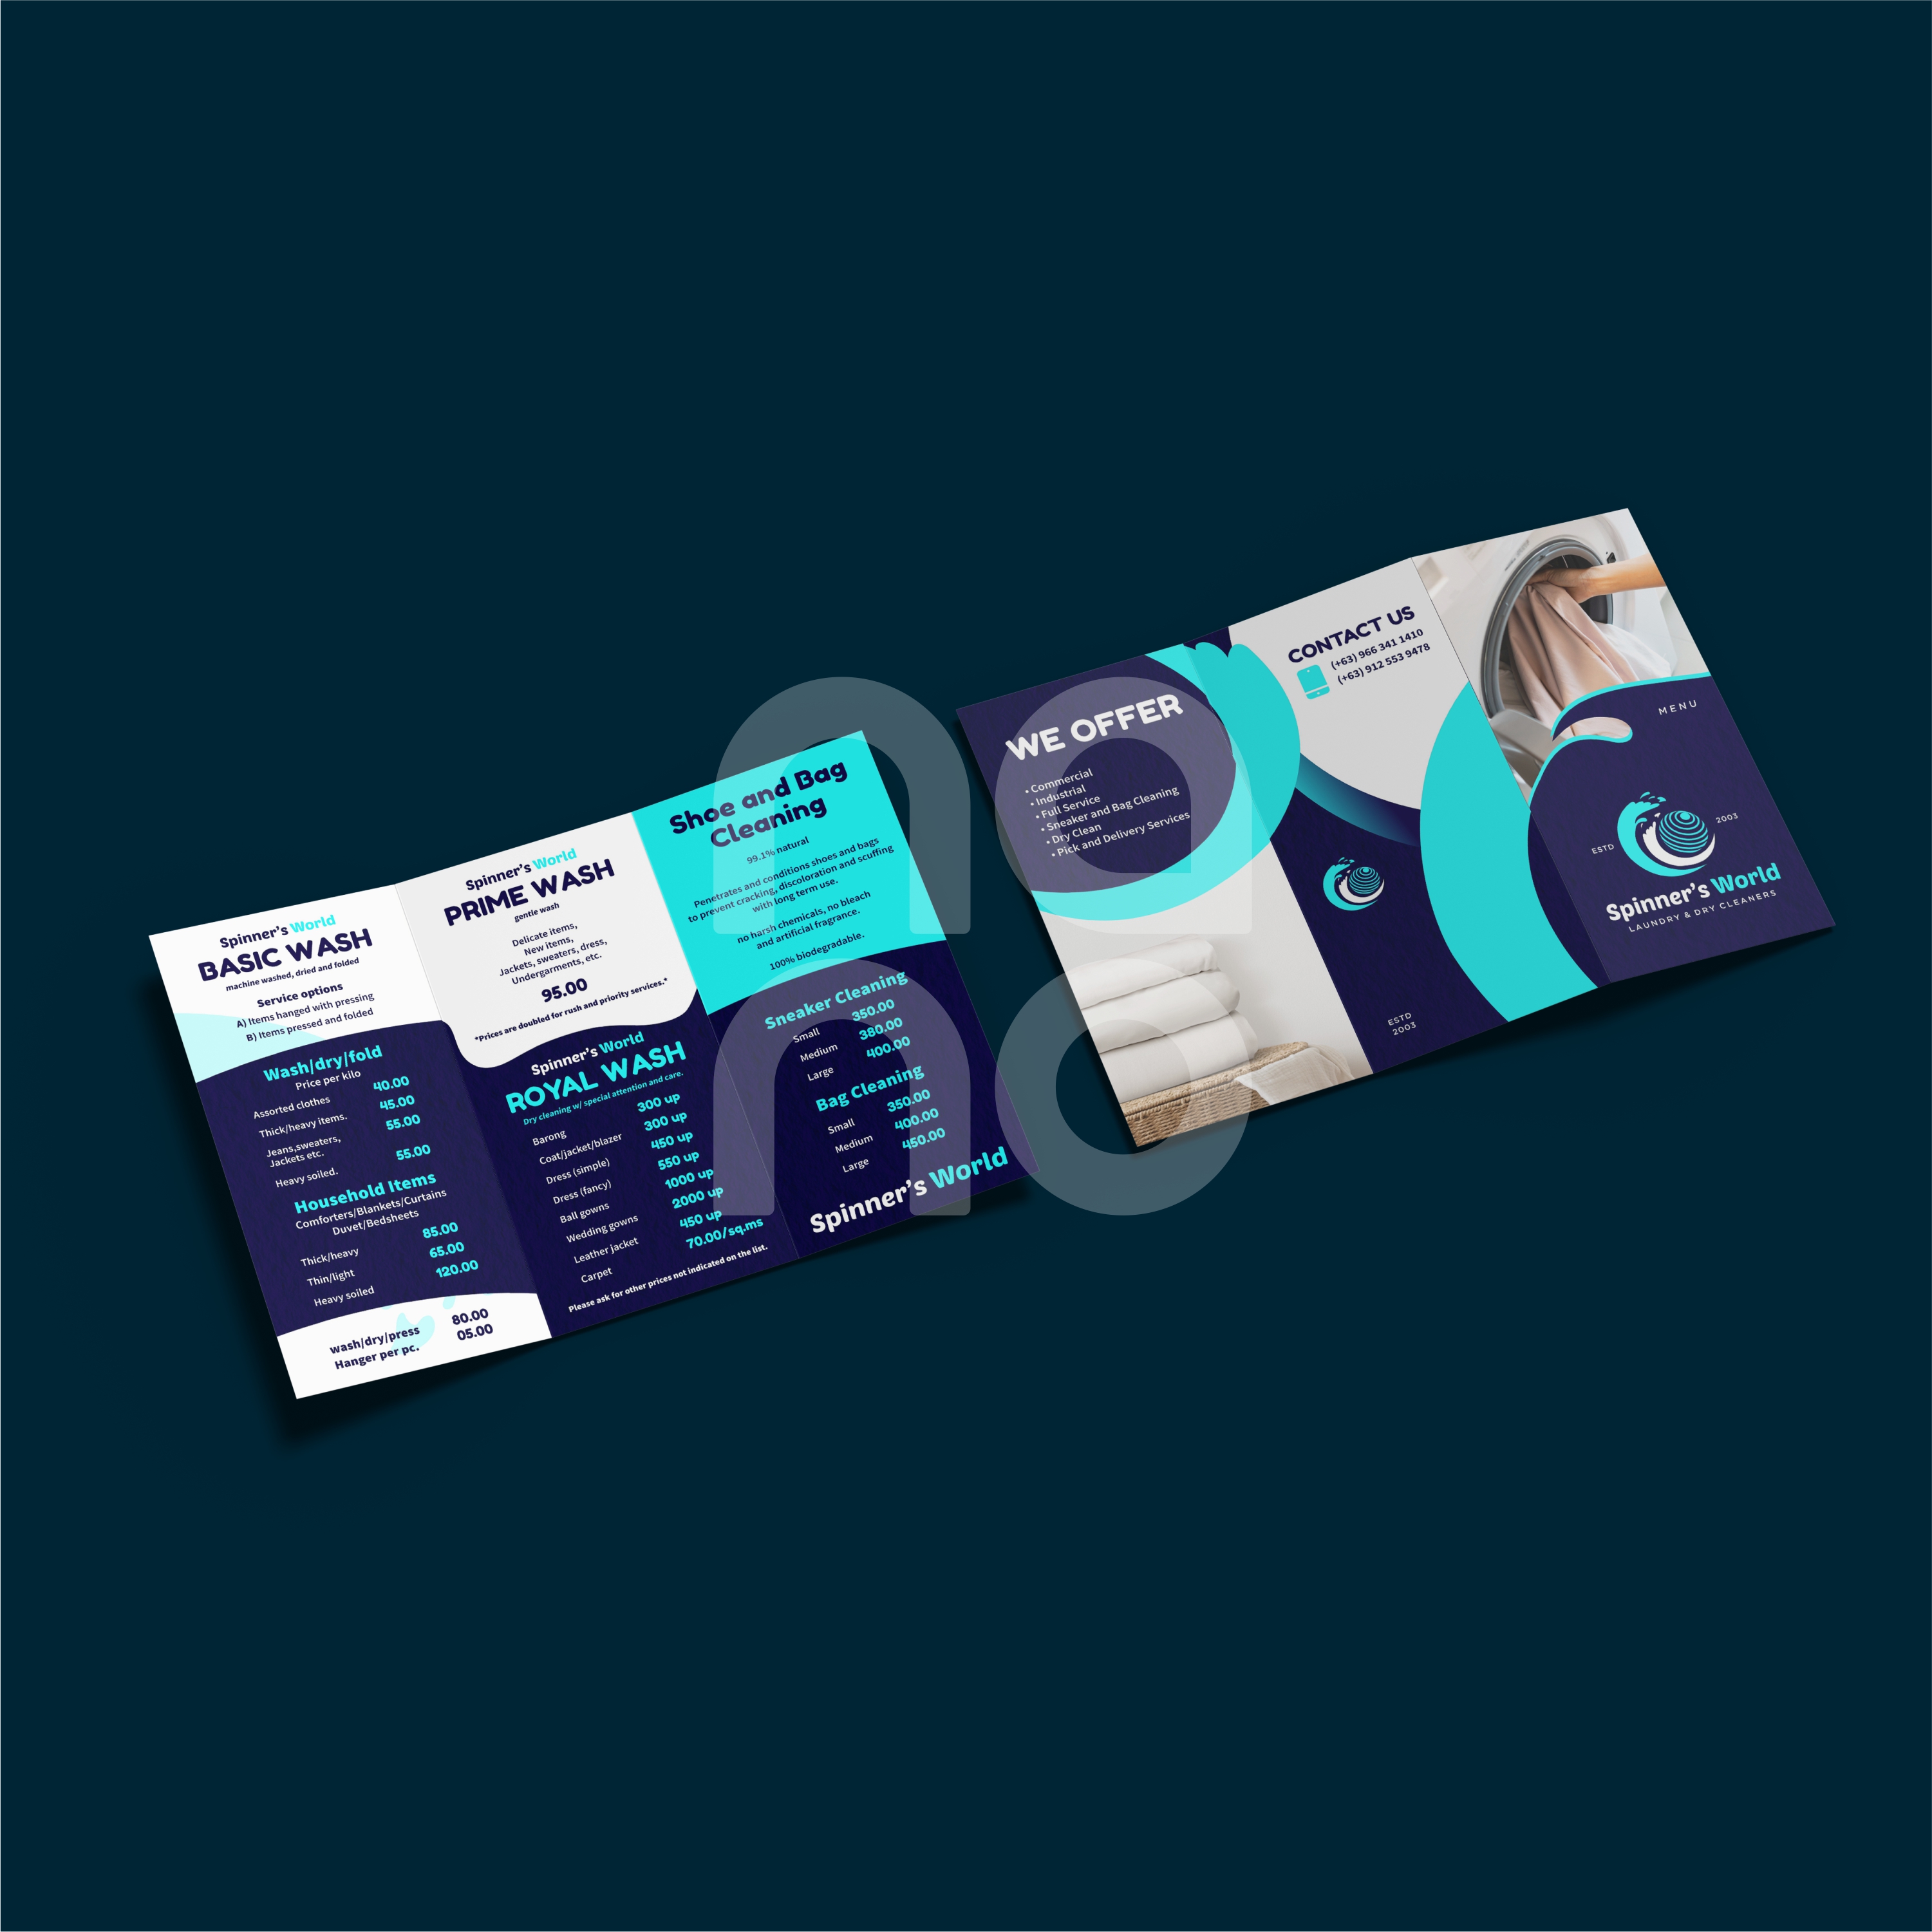 Spinner's World
BASIC WASH
machine washed, dried and folded
Service options
A) Items hanged with pressing
B) Items pressed and folded
Wash/dry/fold
Price per kilo
Assorted clothes 40.00
Thick/heavy items. 45.00
Jeans,sweaters, 55.00
Jackets etc.
Heavy soiled. 55.00
Household Items
Comforters/Blankets/Curtains
Duvet/Bedsheets
Thick/heavy 85.00
Thin/light 65.00
Heavy soiled 120.00
wash/dry/press 80.00
Hanger per pc. 05.00
Spinner's World
PRIME WASH
gentle wash
Delicate items,
New items,
Jackets, sweaters, dress,
Undergarments, etc.
95.00
*Prices are doubled for rush and priority services.*
Spinner's World
ROYAL WASH
Dry cleaning w/ special attention and care.
Barong 300 up
Coat/jacket/blazer 300 up
Dress (simple) 450 up
Dress (fancy) 550 up
Ball gowns 1000 up
Wedding gowns 2000 up
Leather jacket 450 up
Carpet 70.00/sq.ms
Please ask for other prices not indicated on the list.
Shoe and Bag
Cleaning
99.1% natural
Penetrates and conditions shoes and bags
to prevent cracking, discoloration and scuffing
with long term use.
no harsh chemicals, no bleach
and artificial fragrance.
100% biodegradable.
Sneaker Cleaning
Small 350.00
Medium 380.00
Large 400.00
Bag Cleaning
Small 350.00
Medium 400.00
Large 450.00
Spinner's World
WE OFFER
• Commercial
• Industrial
• Full Service
• Sneaker and Bag Cleaning
• Dry Clean
• Pick and Delivery Services
CONTACT US
(+63) 966 341 1410
(+63) 912 553 9478
ESTD
2003
MENU
ESTD 2003
Spinner's World
LAUNDRY & DRY CLEANERS
na
no